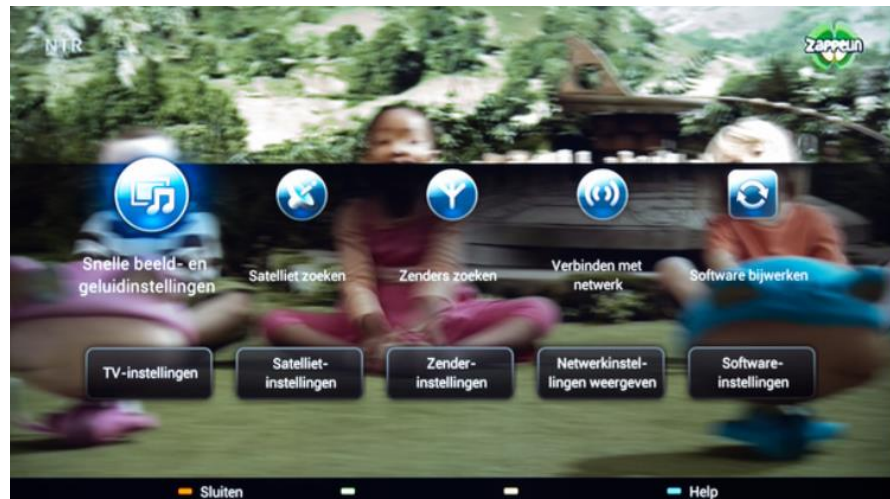 NTR
zappelin
Snelle beeld- en
geluidinstellingen
Satelliet zoeken
Zenders zoeken
Verbinden met
netwerk
Software bijwerken
TV-instellingen
Satelliet-
instellingen
Zender-
instellingen
Netwerkinstel-
lingen weergeven
Software-
instellingen
Sluiten
Help